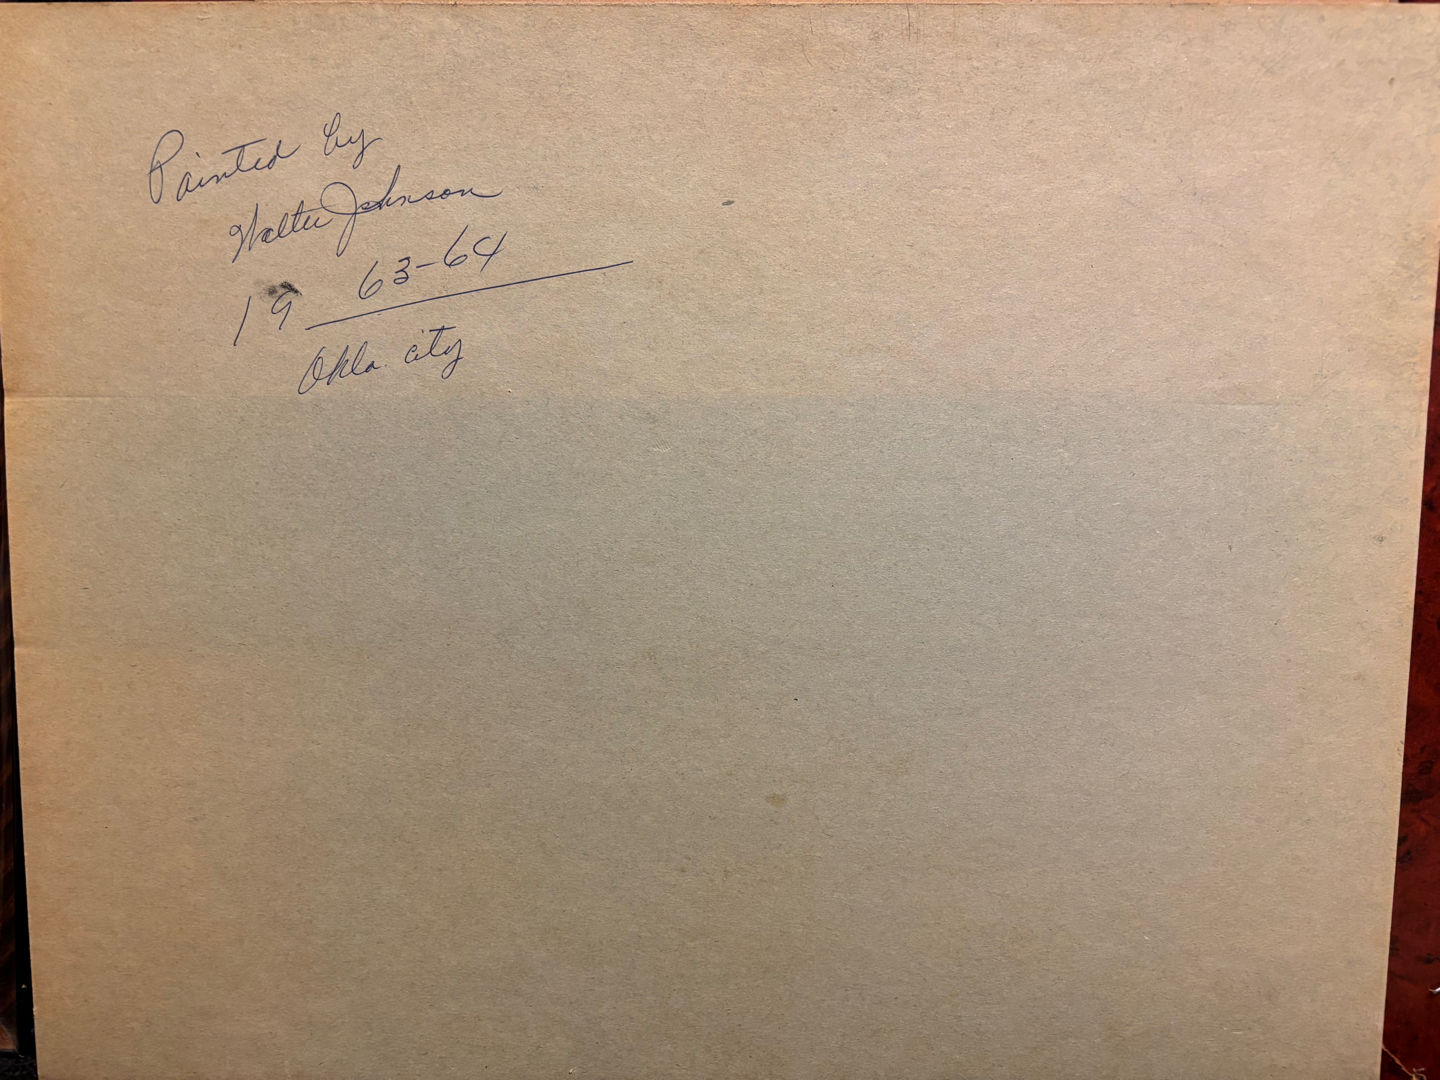 Painted by
Walter Johnson
19 63-64
Okla. city